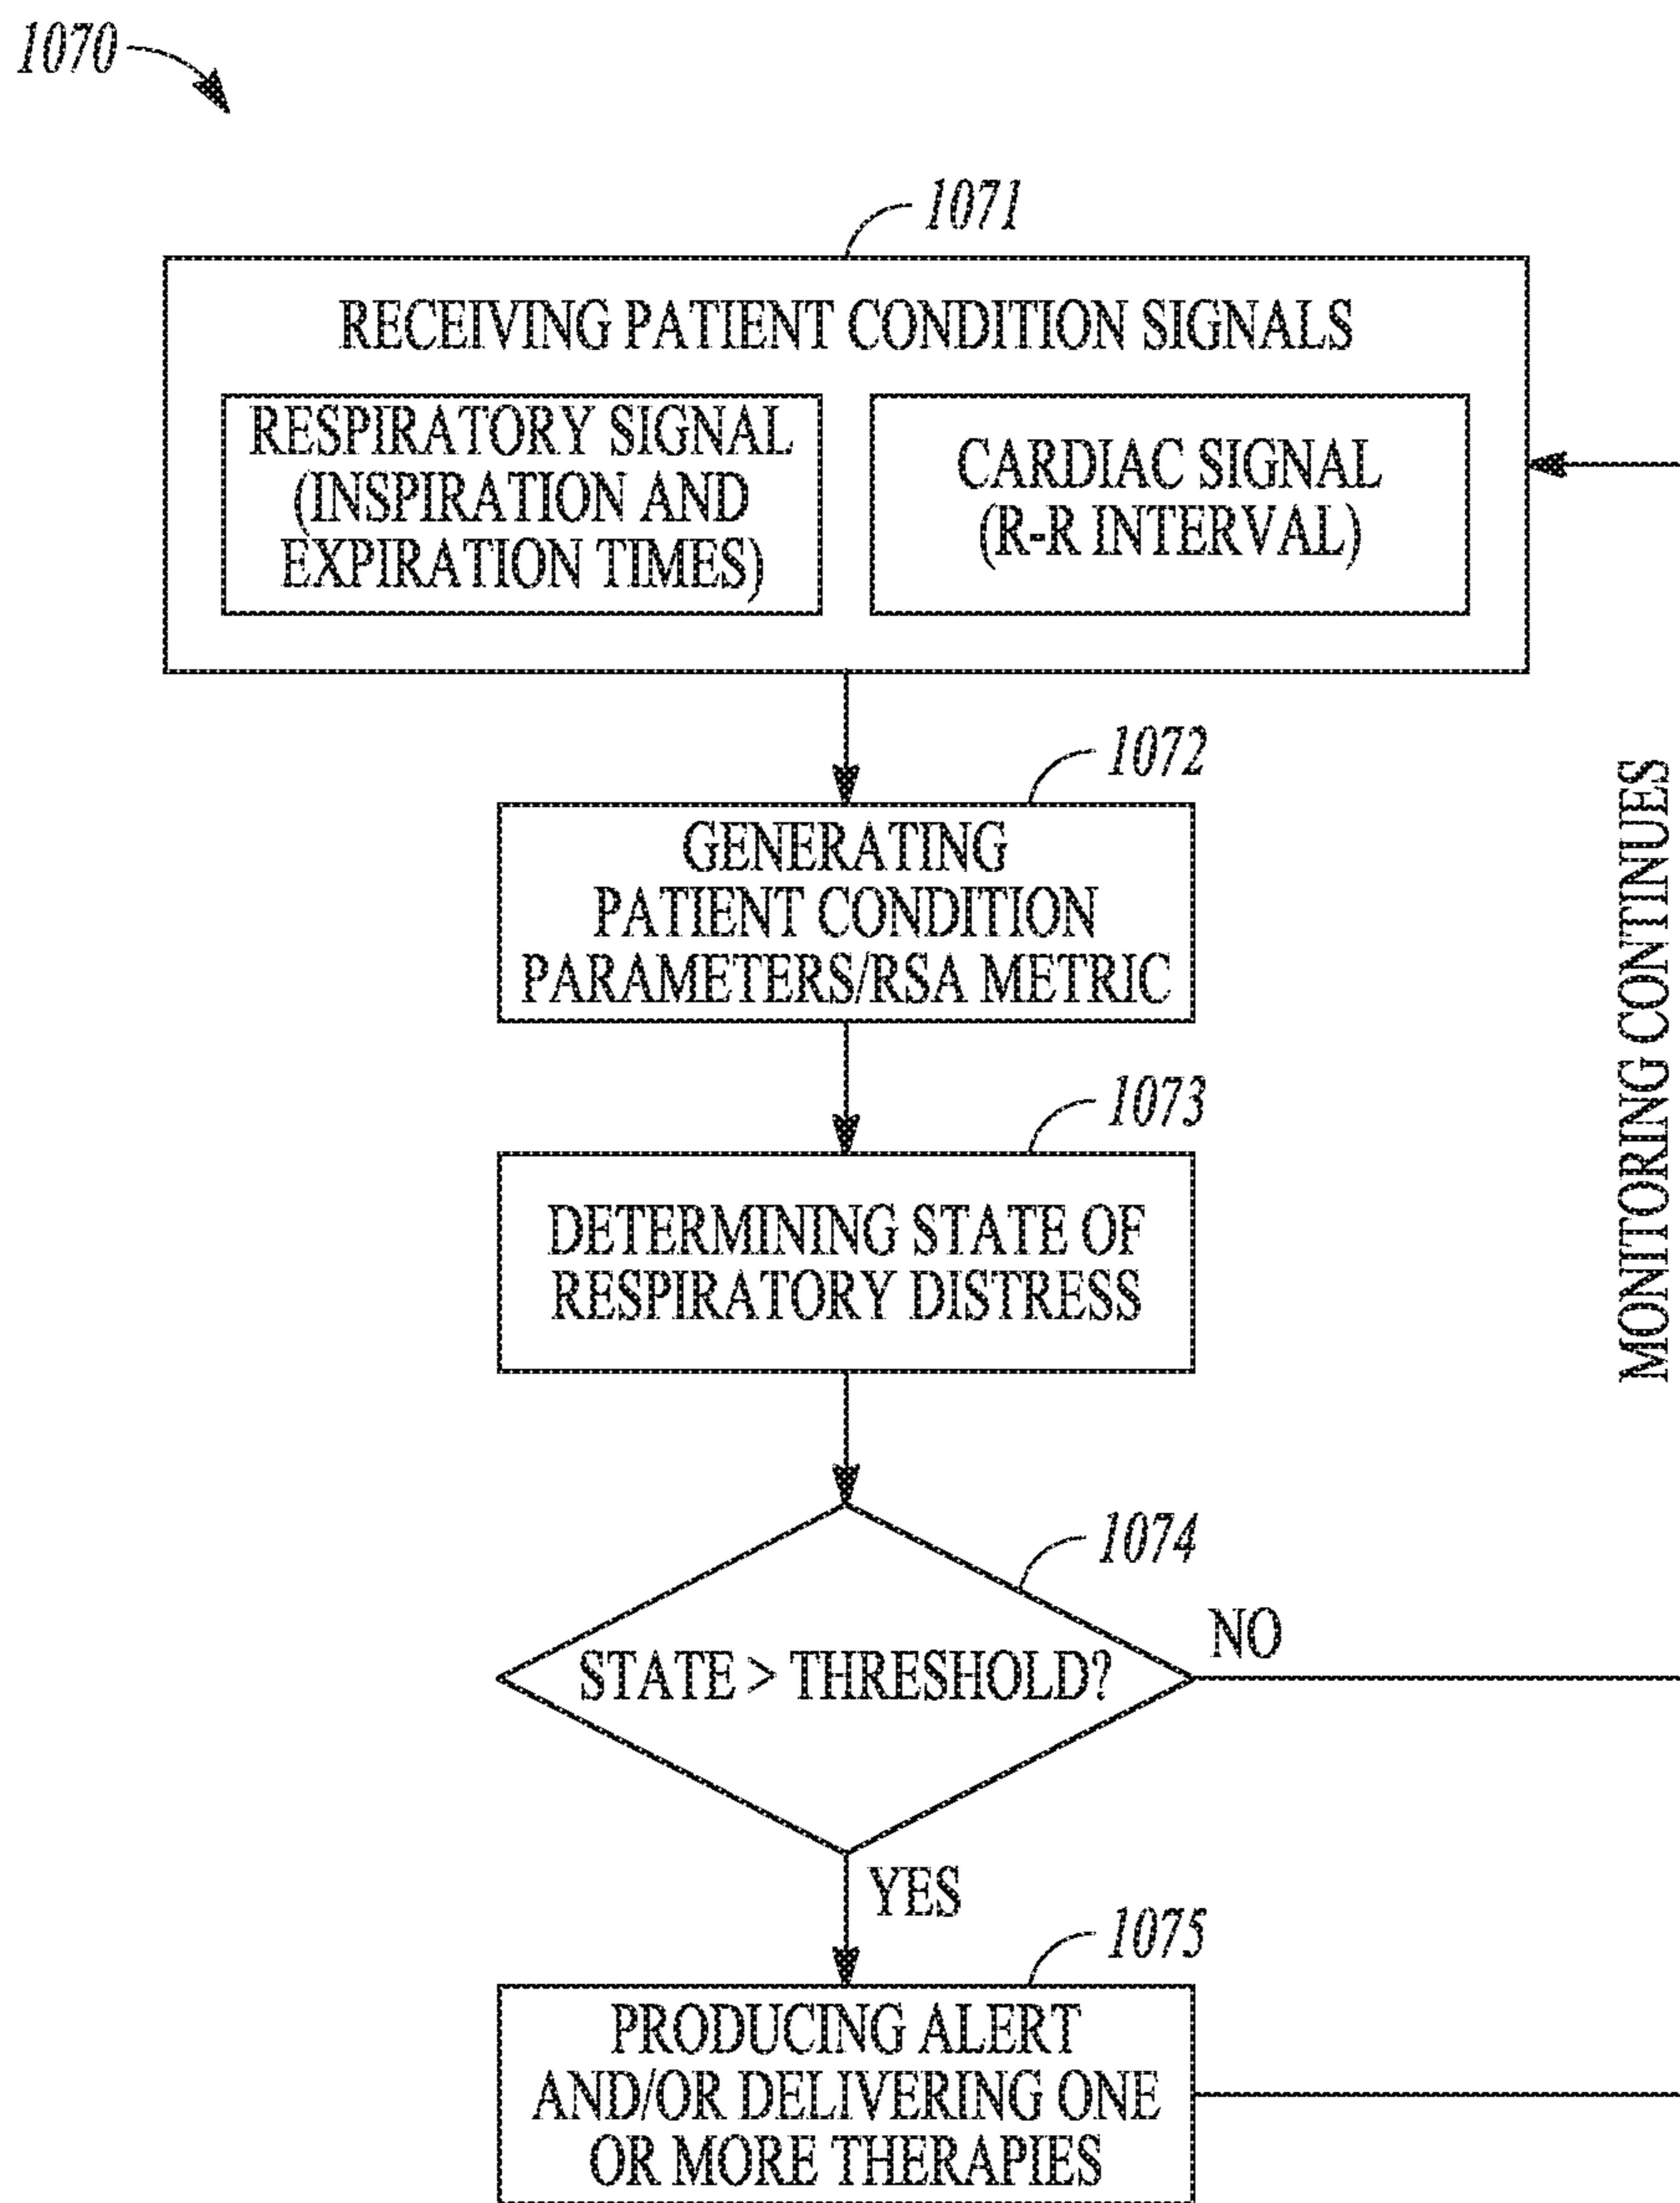 1070
1071
RECEIVING PATIENT CONDITION SIGNALS
RESPIRATORY SIGNAL
(INSPIRATION AND
EXPIRATION TIMES)
CARDIAC SIGNAL
(R-R INTERVAL)
1072
GENERATING
PATIENT CONDITION
PARAMETERS/RSA METRIC
1073
DETERMINING STATE OF
RESPIRATORY DISTRESS
MONITORING CONTINUES
1074
STATE > THRESHOLD?
NO
YES
1075
PRODUCING ALERT
AND/OR DELIVERING ONE
OR MORE THERAPIES